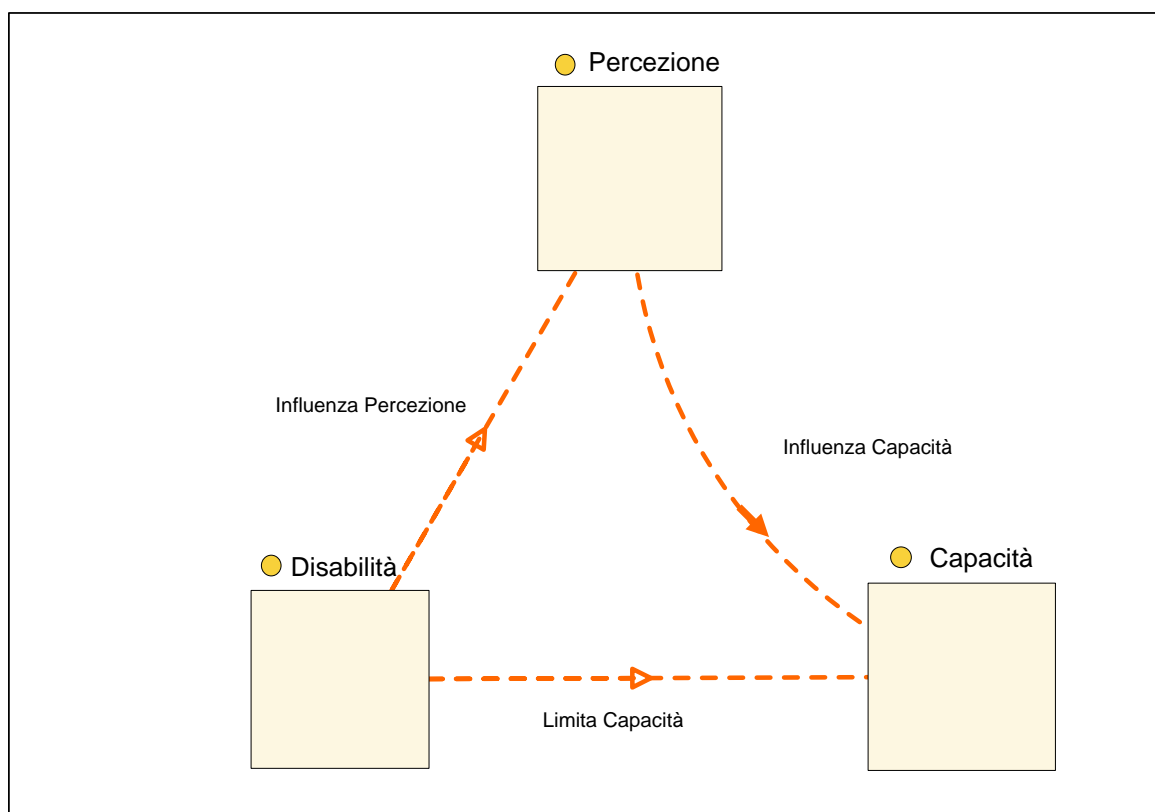 Percezione
Influenza Percezione
Influenza Capacità
Disabilità
Capacità
Limita Capacità